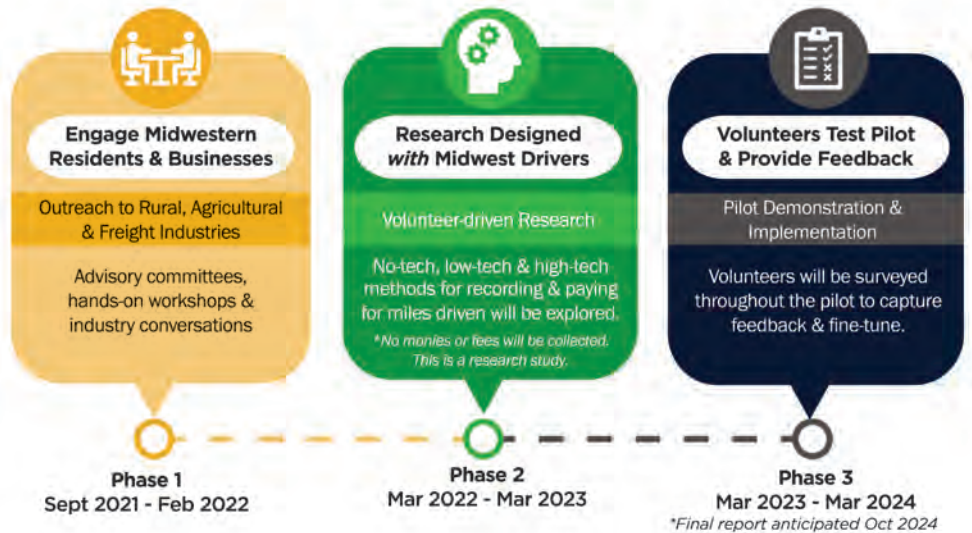 Engage Midwestern
Residents & Businesses
Outreach to Rural, Agricultural
& Freight Industries
Advisory committees,
hands-on workshops &
industry conversations
Phase 1
Sept 2021 - Feb 2022
Research Designed
with Midwest Drivers
Volunteer-driven Research
No-tech, low-tech & high-tech
methods for recording & paying
for miles driven will be explored.
*No monies or fees will be collected.
This is a research study.
Phase 2
Mar 2022 - Mar 2023
Volunteers Test Pilot
& Provide Feedback
Pilot Demonstration &
Implementation
Volunteers will be surveyed
throughout the pilot to capture
feedback & fine-tune.
Phase 3
Mar 2023 - Mar 2024
*Final report anticipated Oct 2024